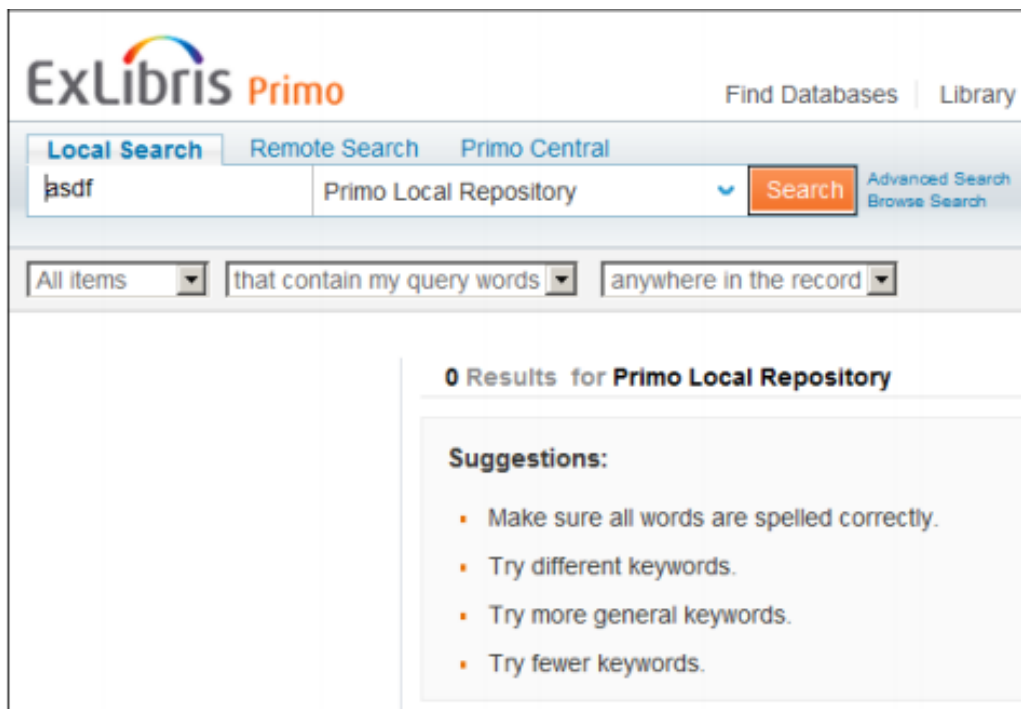 ExLibris Primo
Find Databases Library
Local Search Remote Search Primo Central
asdf Primo Local Repository Search Advanced Search
Browse Search
All items that contain my query words anywhere in the record
0 Results for Primo Local Repository
Suggestions:
Make sure all words are spelled correctly.
Try different keywords.
Try more general keywords.
Try fewer keywords.